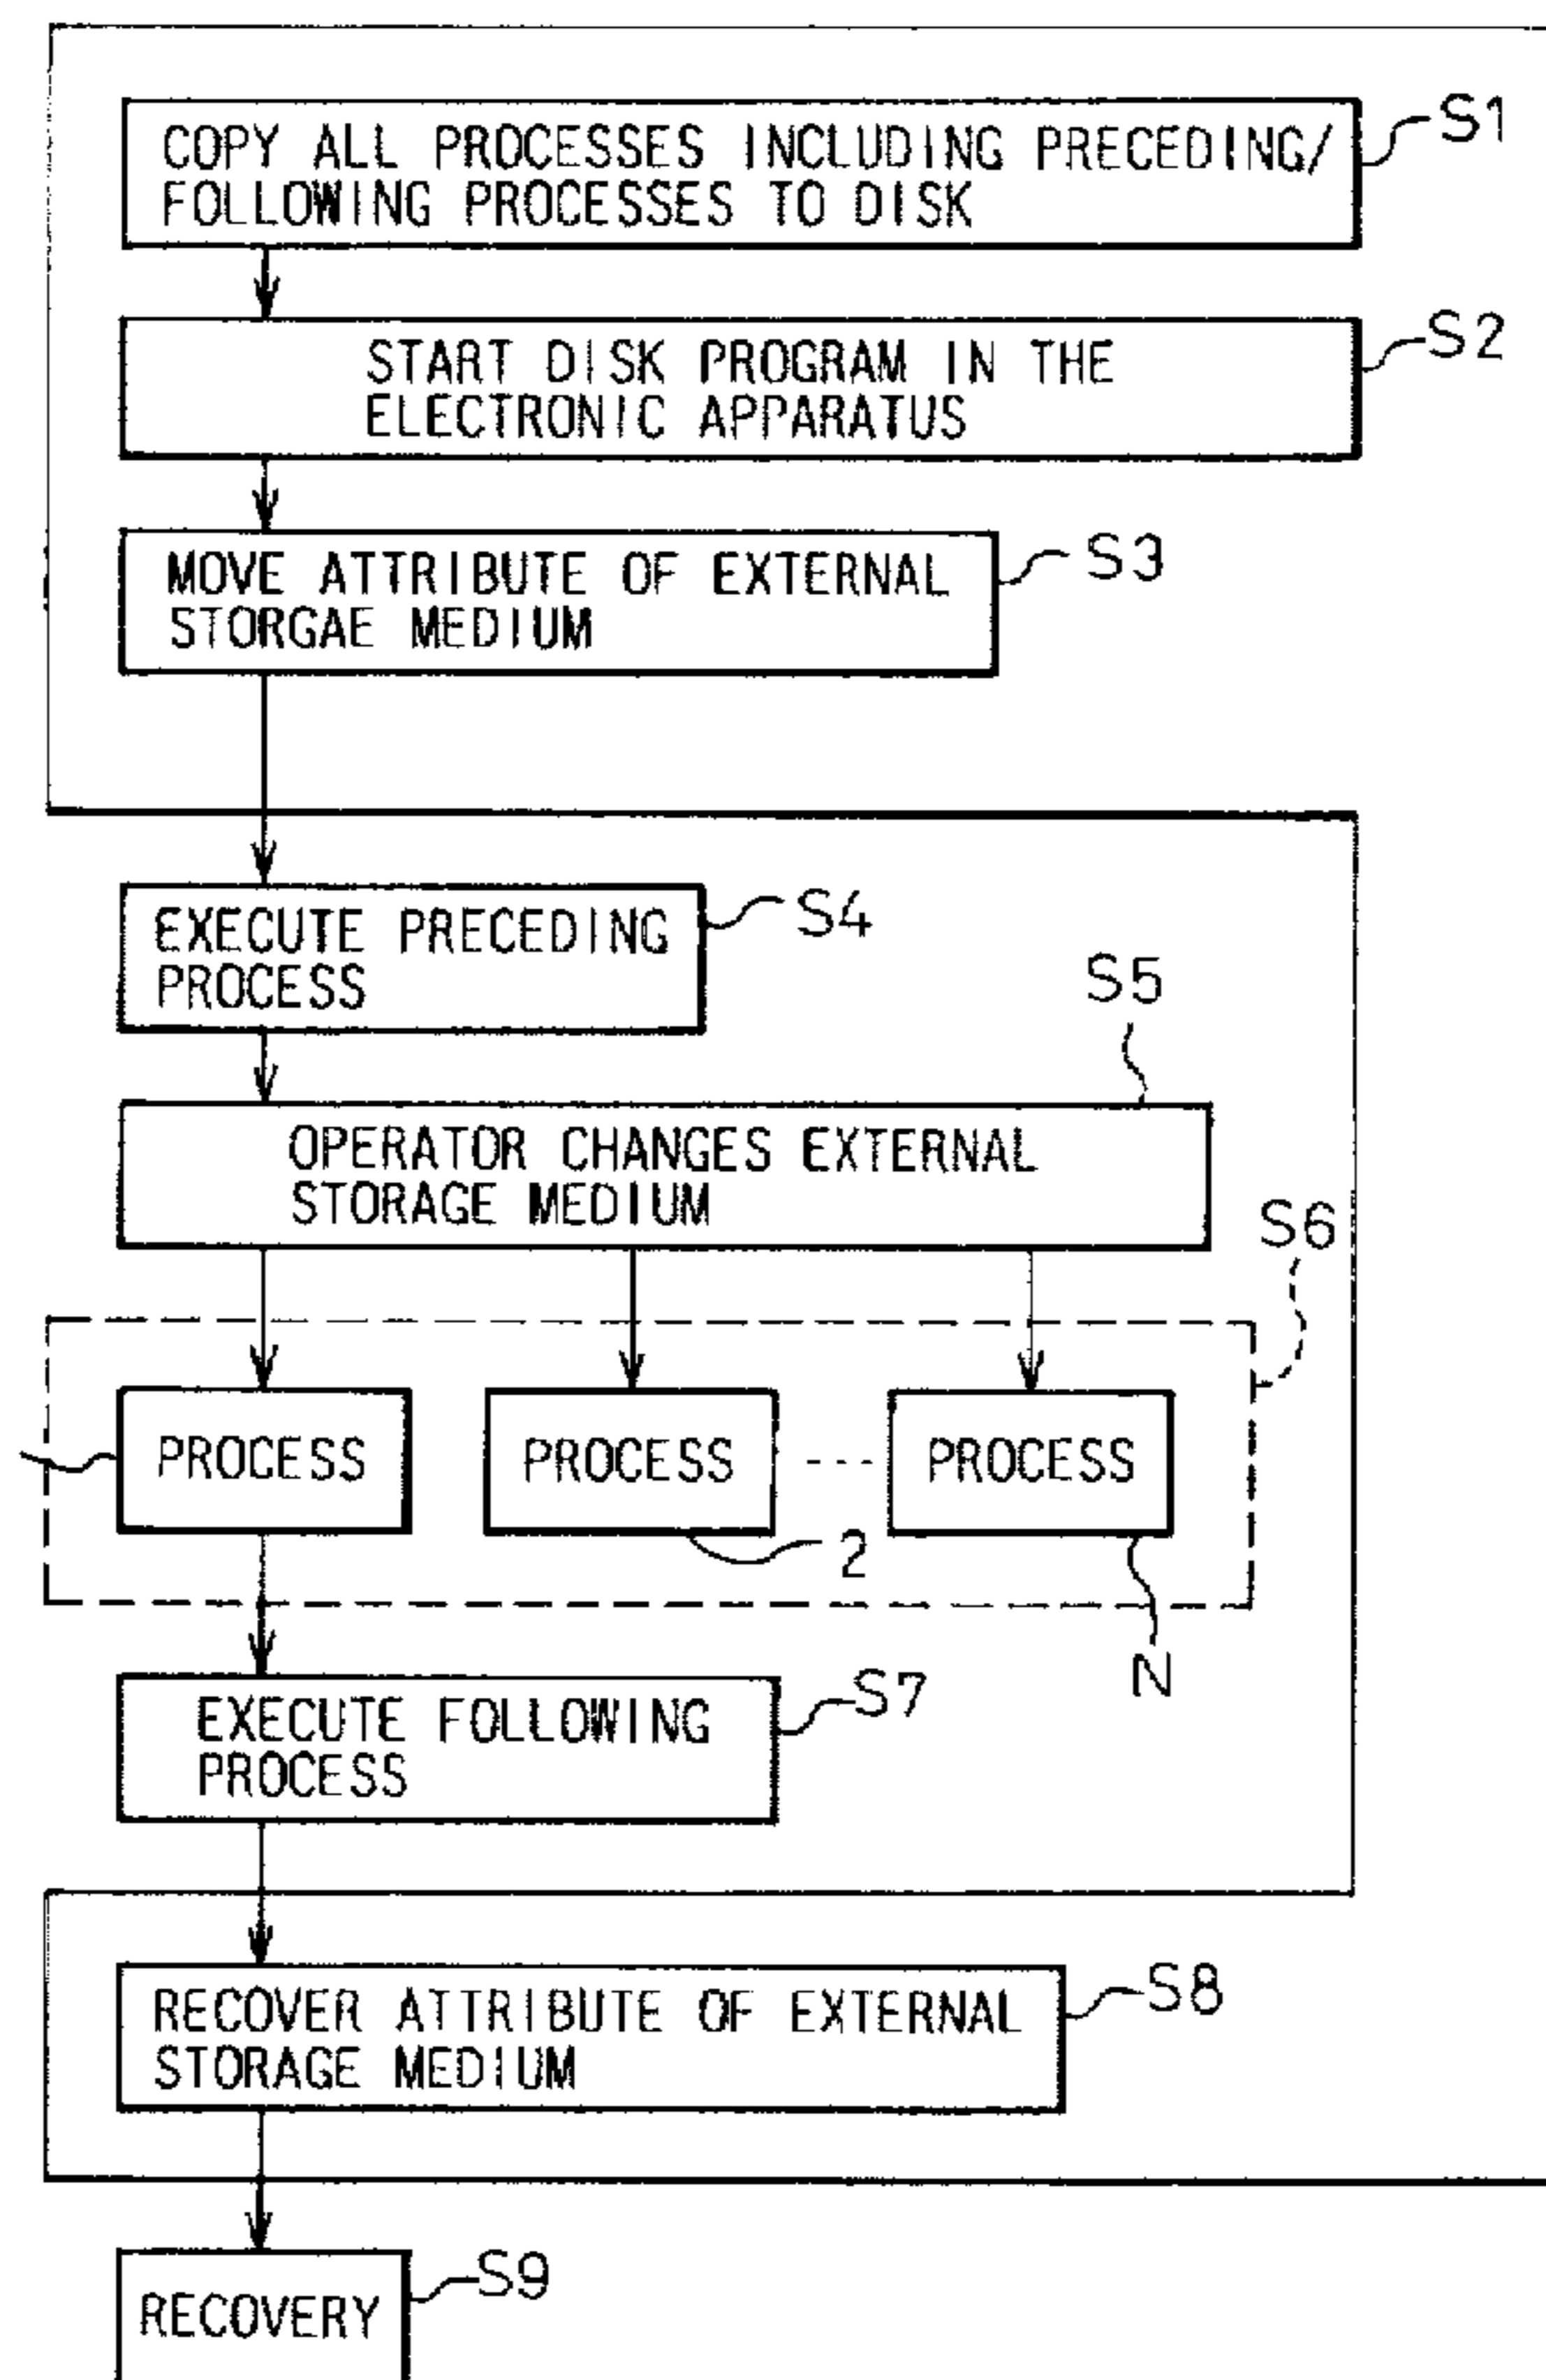 COPY ALL PROCESSES INCLUDING PRECEDING/
FOLLOWING PROCESSES TO DISK
S1
START DISK PROGRAM IN THE
ELECTRONIC APPARATUS
S2
MOVE ATTRIBUTE OF EXTERNAL
STORGAE MEDIUM
S3
EXECUTE PRECEDING
PROCESS
S4
S5
OPERATOR CHANGES EXTERNAL
STORAGE MEDIUM
S6
PROCESS
PROCESS
PROCESS
2
N
EXECUTE FOLLOWING
PROCESS
S7
RECOVER ATTRIBUTE OF EXTERNAL
STORAGE MEDIUM
S8
RECOVERY
S9